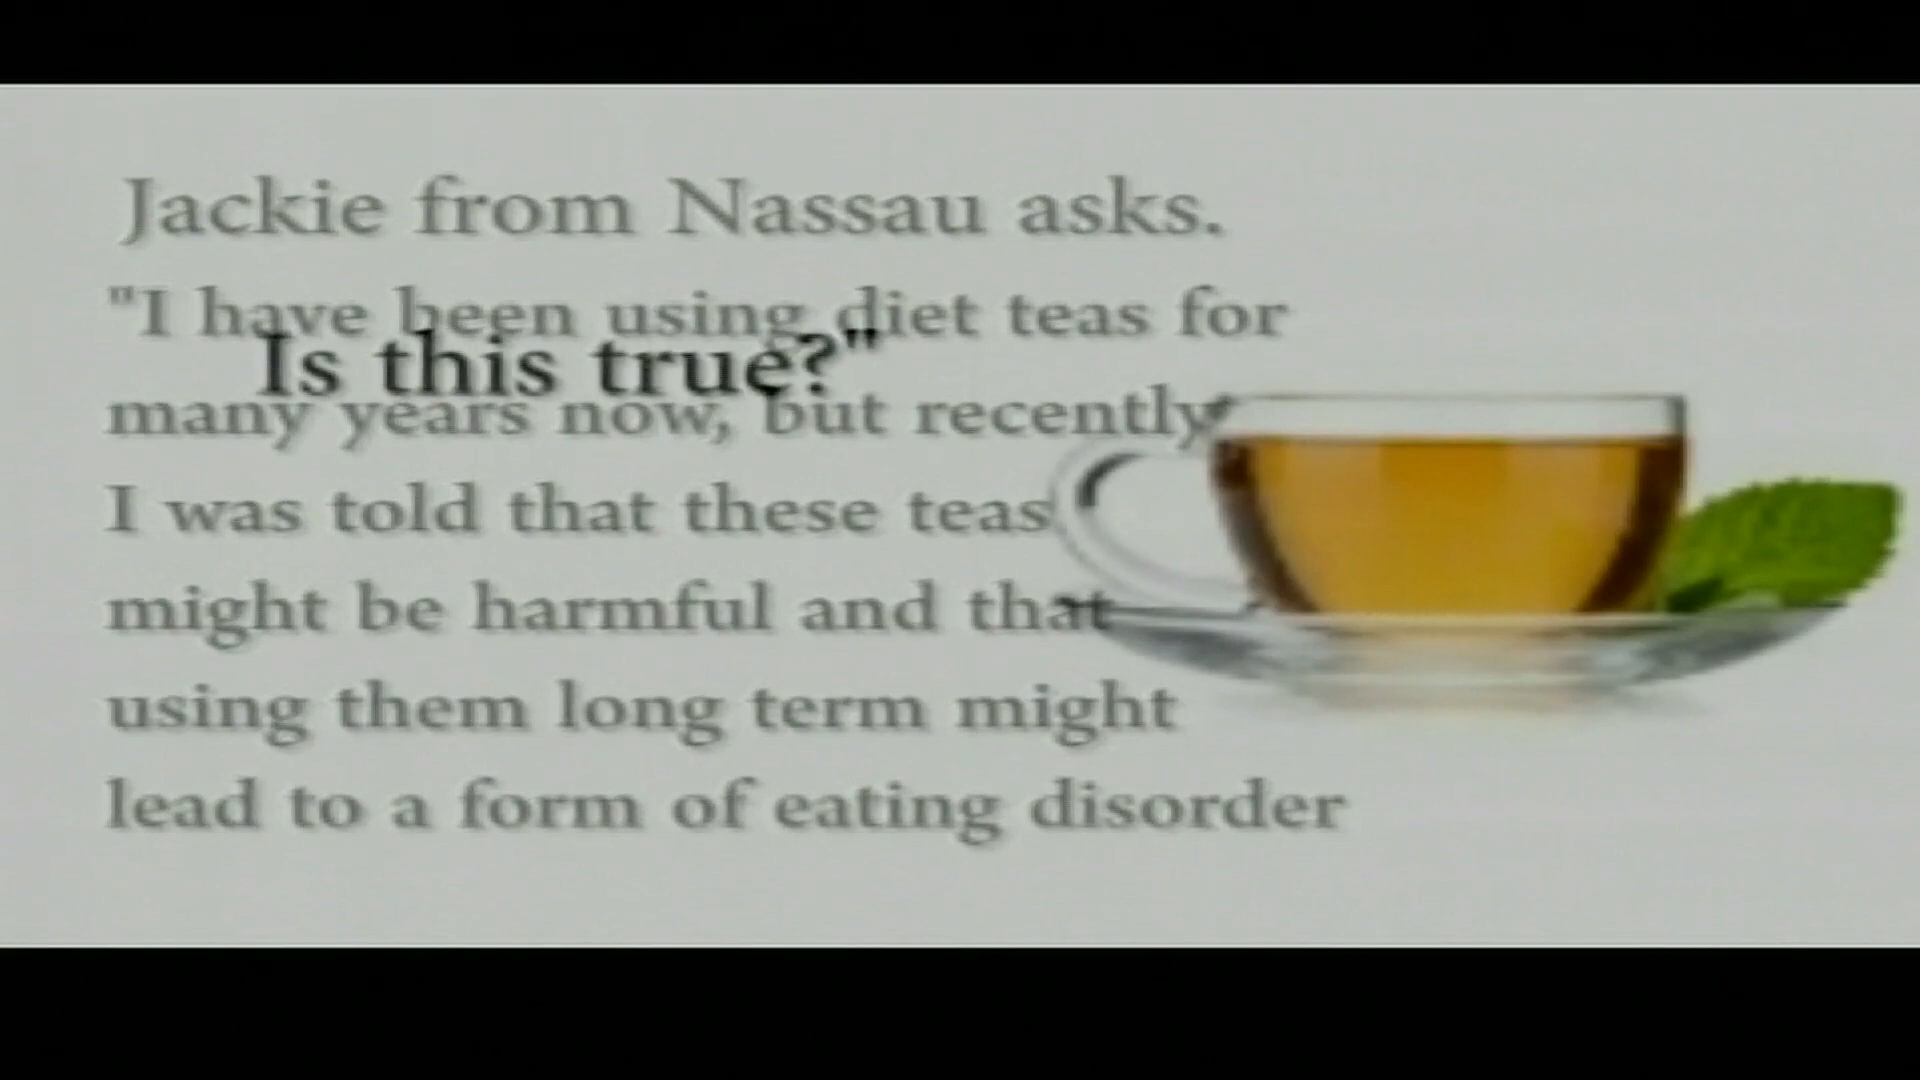 Jackie from Nassau asks.
"I have been using diet teas for
Is this true?"
many years now, but recently
I was told that these teas
might be harmful and that
using them long term might
lead to a form of eating disorder